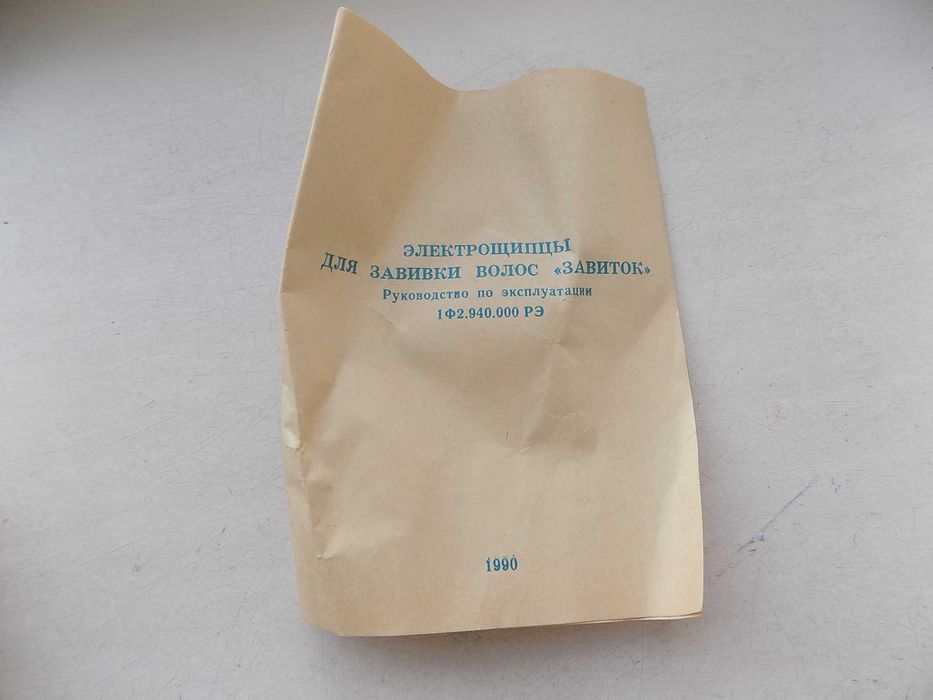 ЭЛЕКТРОЩИПЦЫ
ДЛЯ ЗАВИВКИ ВОЛОС «ЗАВИТОК»
Руководство по эксплуатации
1Ф2.940.000 РЭ
1990